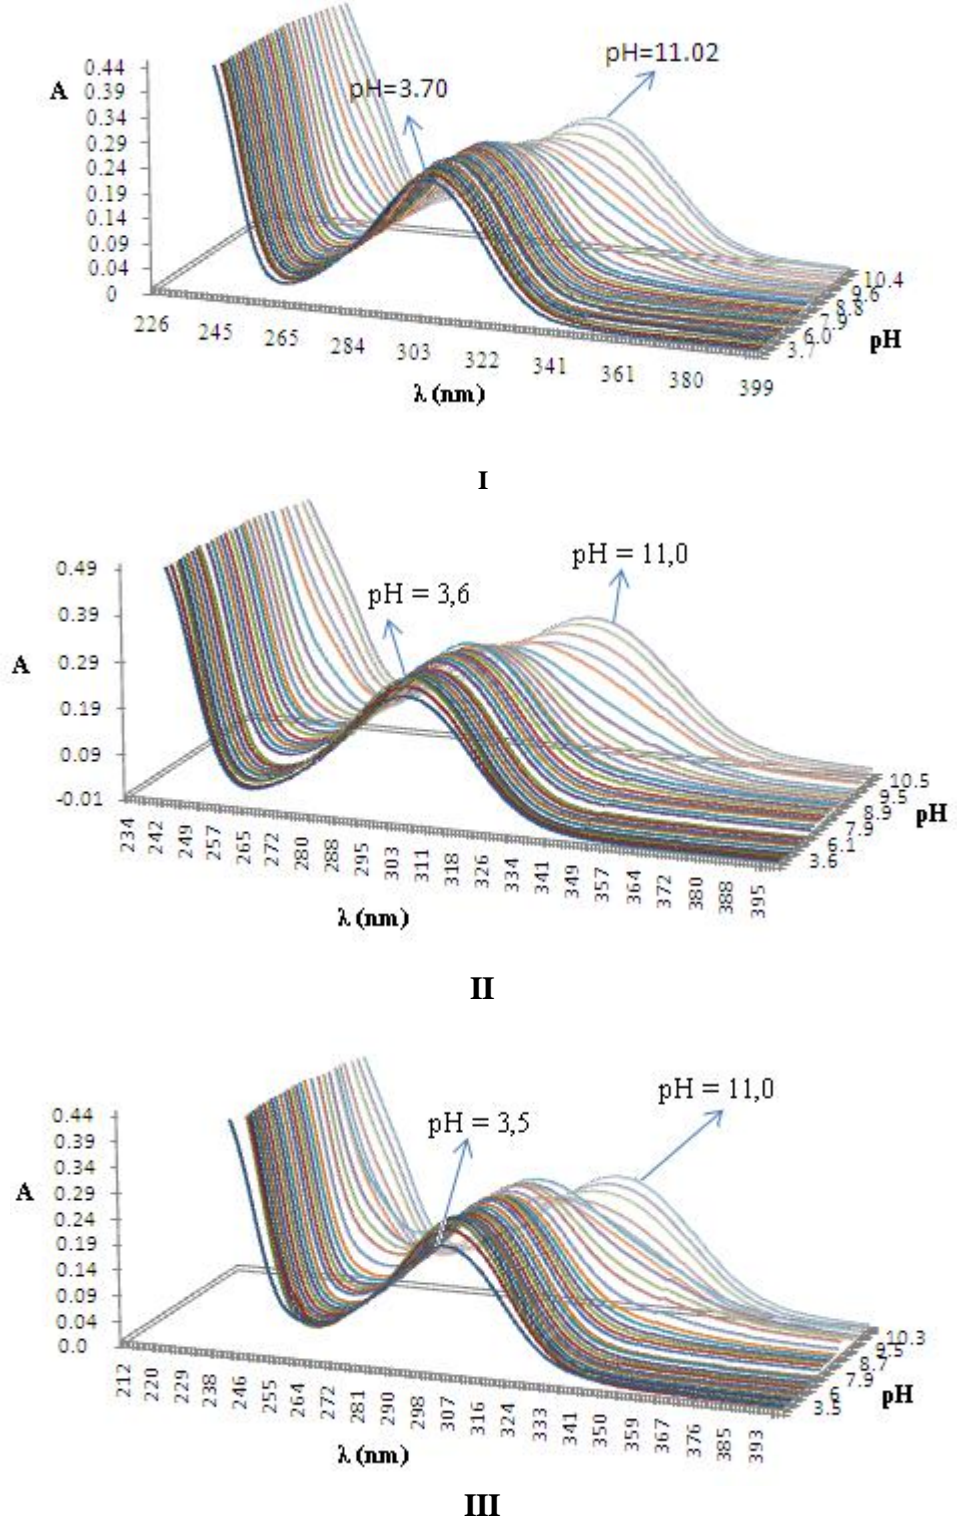 pH=11.02
pH=3.70
A
0.44
0.39
0.34
0.29
0.24
0.19
0.14
0.09
0.04
0
226 245 265 284 303 322 341 361 380 399
3.7 6.0 7.9 8.8 9.6 10.4
pH
λ (nm)
I
pH = 11,0
pH = 3,6
A
0.49
0.39
0.29
0.19
0.09
-0.01
234 242 249 257 265 272 280 288 295 303 311 318 326 334 341 349 357 364 372 380 388 395
3.6 6.1 7.9 8.9 9.5 10.5
pH
λ (nm)
II
pH = 11,0
pH = 3,5
A
0.44
0.39
0.34
0.29
0.24
0.19
0.14
0.09
0.04
0.0
212 220 229 238 246 255 264 272 281 290 298 307 316 324 333 341 350 359 367 376 385 393
3.5 6 7.9 8.7 9.5 10.3
pH
λ (nm)
III